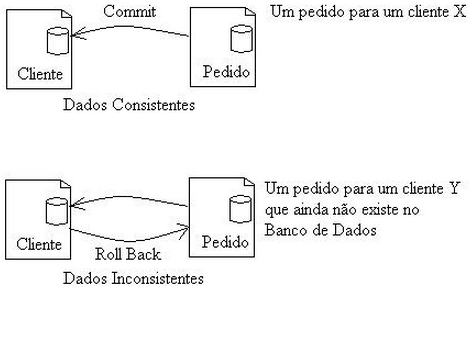 Commit
Um pedido para um cliente X
Cliente
Pedido
Dados Consistentes
Um pedido para um cliente Y
que ainda não existe no
Banco de Dados
Cliente
Pedido
Roll Back
Dados Inconsistentes